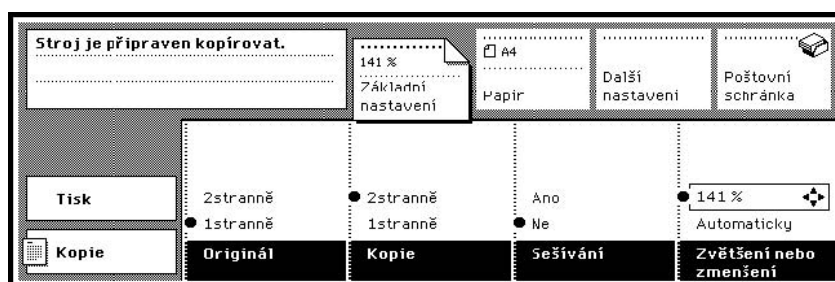 Stroj je připraven kopírovat.
141 %
Základní
nastavení
A4
Papír
Další
nastavení
Poštovní
schránka
Tisk
Kopie
2stranně
1stranně
Originál
2stranně
1stranně
Kopie
Ano
Ne
Sešívání
141 %
Automaticky
Zvětšení nebo
zmenšení